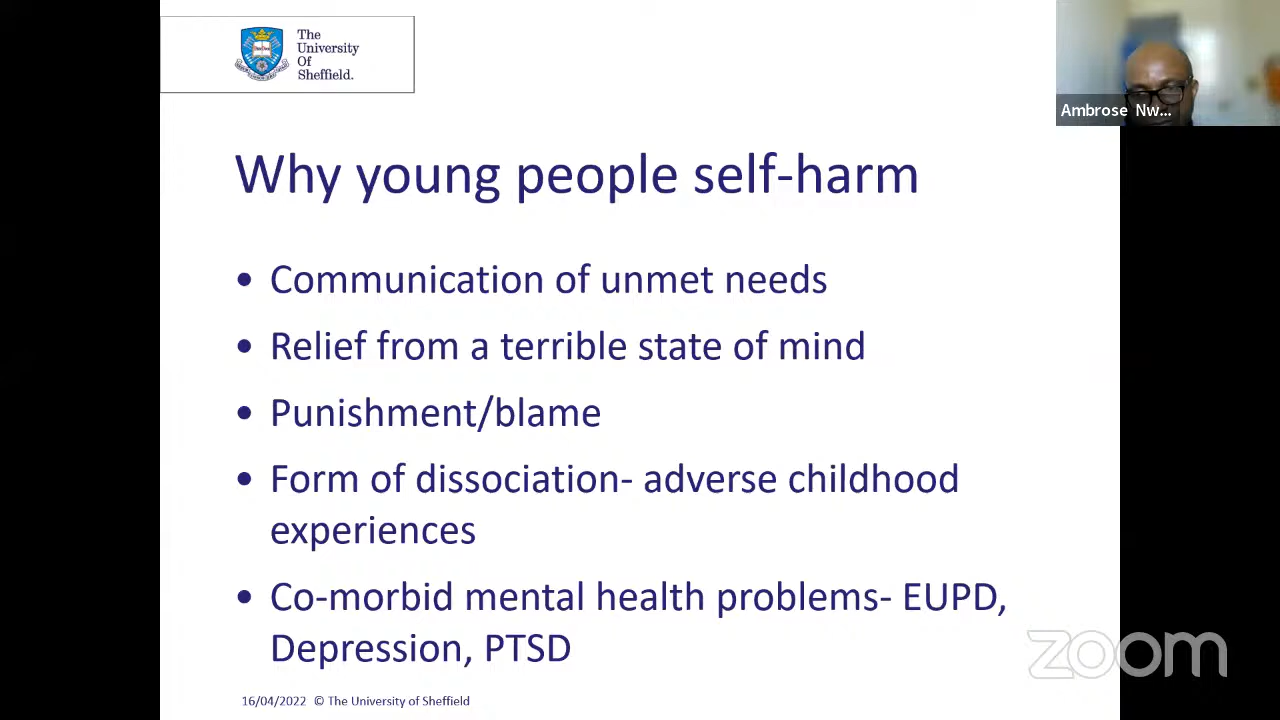 The
University
Of
Sheffield.
Ambrose Nw...
Why young people self-harm
• Communication of unmet needs
• Relief from a terrible state of mind
• Punishment/blame
• Form of dissociation- adverse childhood
experiences
• Co-morbid mental health problems- EUPD,
Depression, PTSD
zoom
16/04/2022 © The University of Sheffield